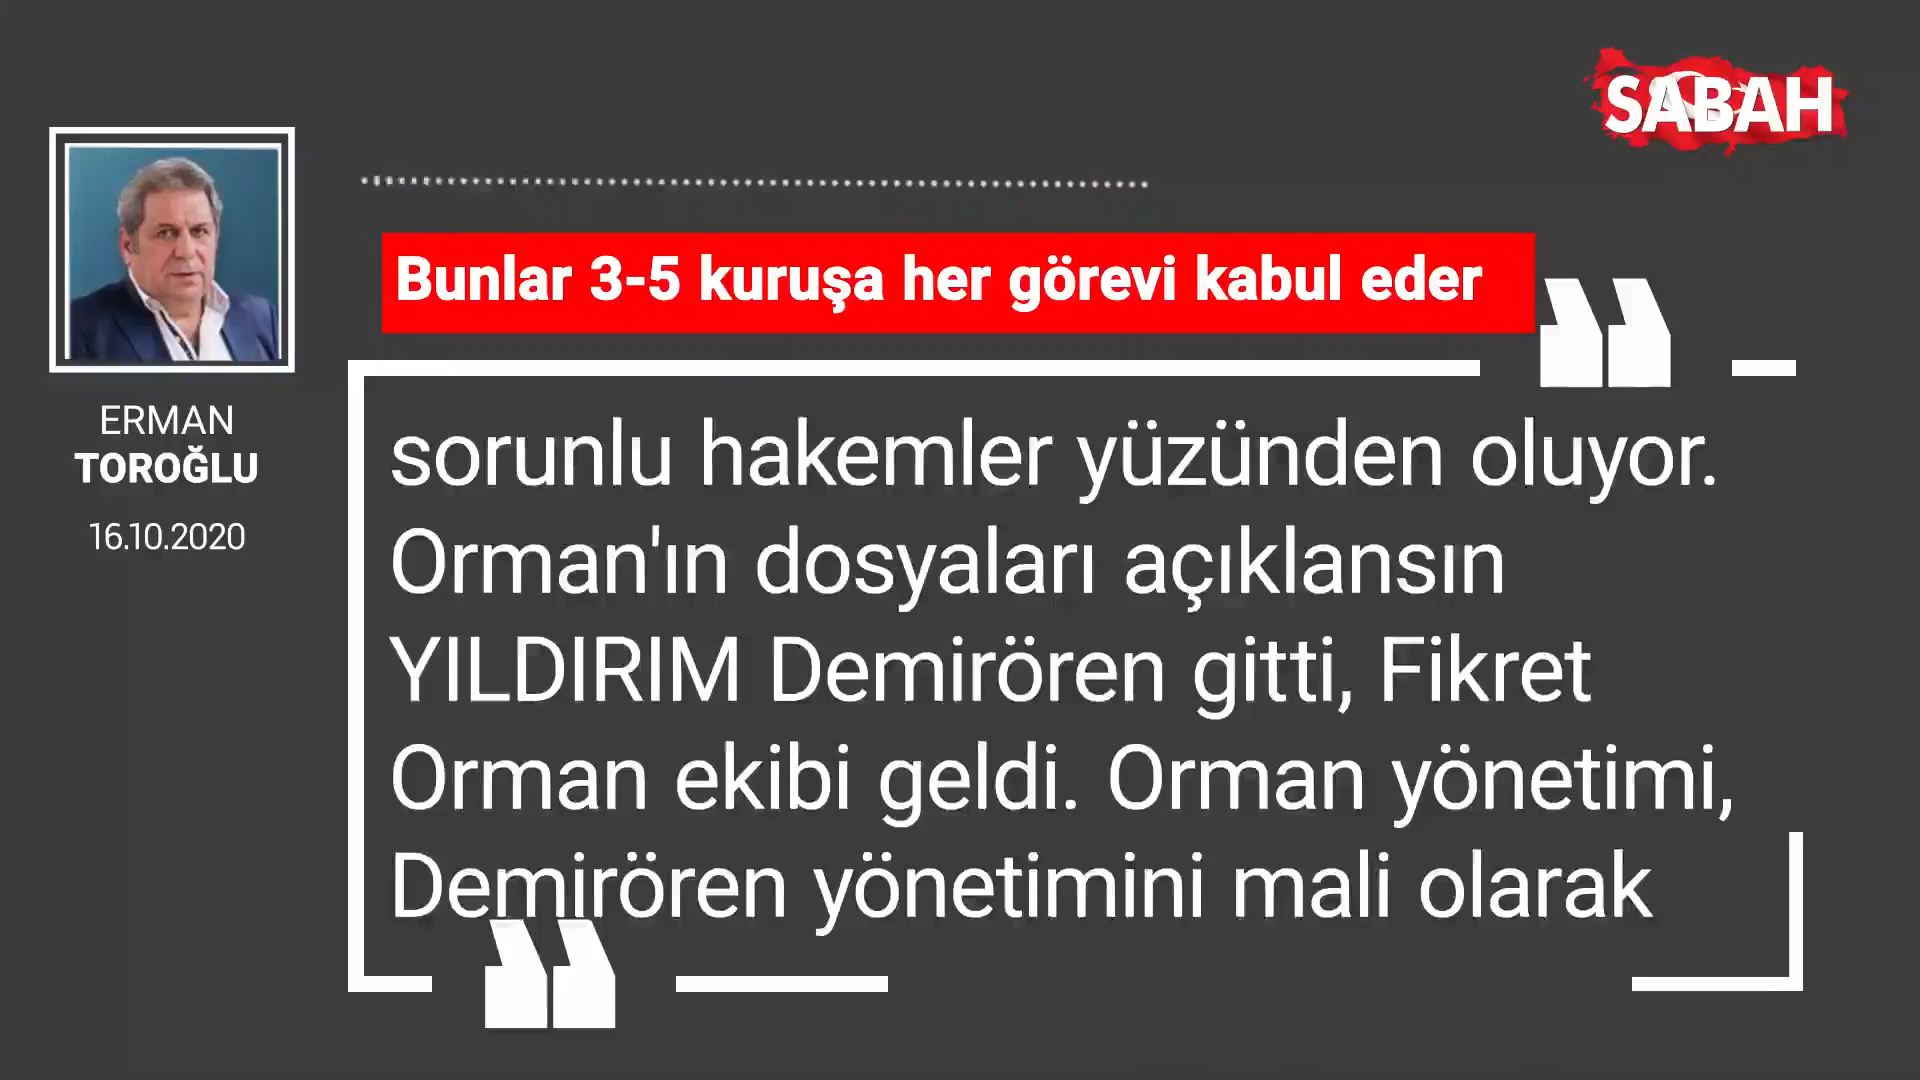 SABAH
ERMAN
TOROĞLU
16.10.2020
Bunlar 3-5 kuruşa her görevi kabul eder
sorunlu hakemler yüzünden oluyor.
Orman'ın dosyaları açıklansın
YILDIRIM Demirören gitti, Fikret
Orman ekibi geldi. Orman yönetimi,
Demirören yönetimini mali olarak